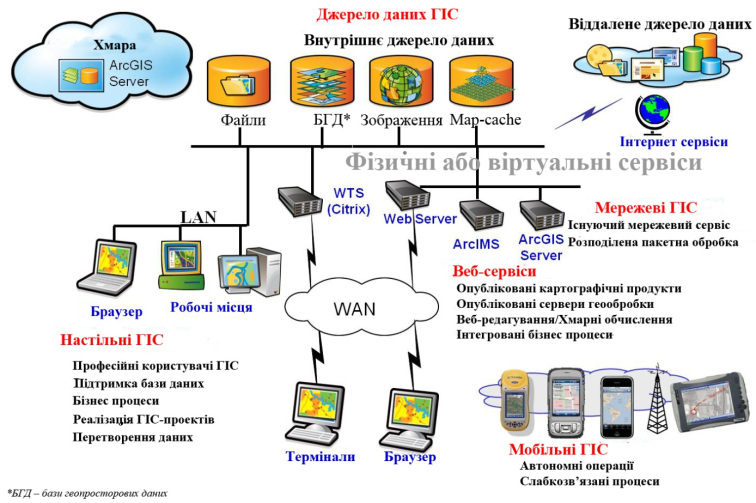 Джерело даних ГІС
Внутрішнє джерело даних
Віддалене джерело даних
Хмара
ArcGIS
Server
Файли
БГД*
Зображення
Map-cache
Інтернет сервіси
Фізичні або віртуальні сервіси
WTS
(Citrix)
Web Server
ArcIMS
ArcGIS
Server
Мережеві ГІС
Існуючий мережевий сервіс
Розподілена пакетна обробка
LAN
Браузер
Робочі місця
WAN
Веб-сервіси
Опубліковані картографічні продукти
Опубліковані сервери геообробки
Веб-редагування/Хмарні обчислення
Інтегровані бізнес процеси
Настільні ГІС
Професійні користувачі ГІС
Підтримка бази даних
Бізнес процеси
Реалізація ГІС-проектів
Перетворення даних
Термінали
Браузер
Мобільні ГІС
Автономні операції
Слабкозв'язані процеси
*БГД – бази геопросторових даних